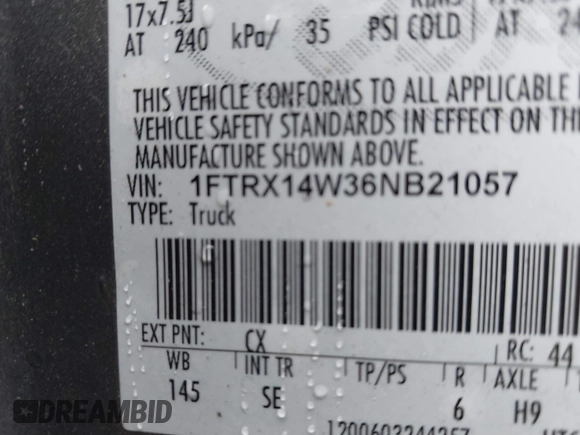 17x7.5J
AT 240 kPa/ 35 PSI COLD AT
THIS VEHICLE CONFORMS TO ALL APPLICABLE
VEHICLE SAFETY STANDARDS IN EFFECT ON THE
MANUFACTURE SHOWN ABOVE.
VIN: 1FTRX14W36NB21057
TYPE: Truck
EXT PNT: CX RC: 44
WB INT TR TP/PS R AXLE
145 SE 6 H9
DREAMBID